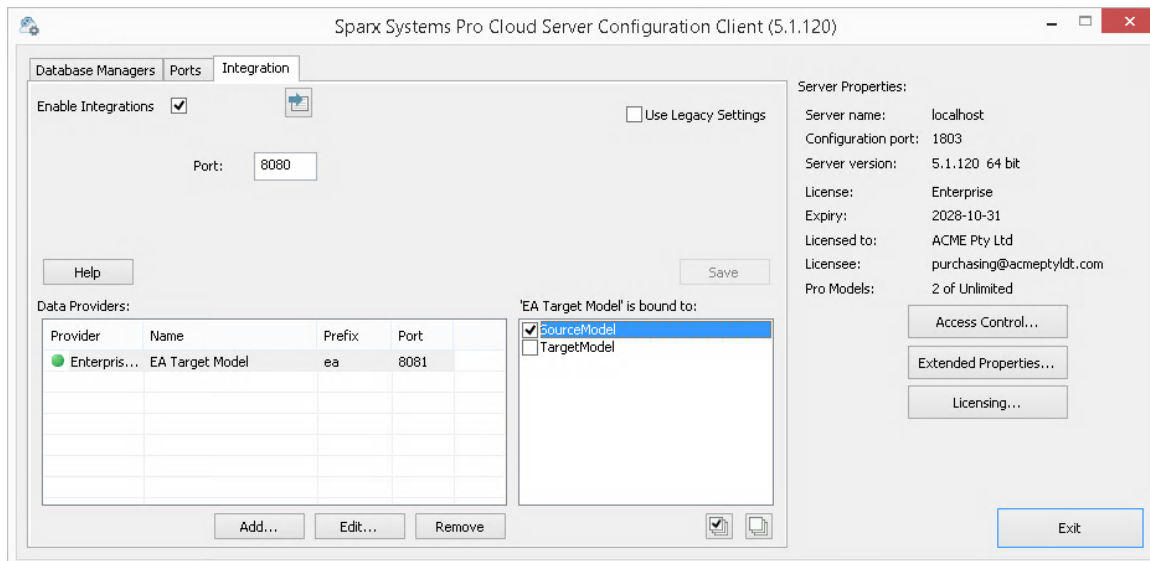 Sparx Systems Pro Cloud Server Configuration Client (5.1.120)
Database Managers Ports Integration
Enable Integrations
Use Legacy Settings
Port: 8080
Help
Save
Data Providers:
Provider Name Prefix Port
Enterpris... EA Target Model ea 8081
Add... Edit... Remove
'EA Target Model' is bound to:
SourceModel
TargetModel
Server Properties:
Server name: localhost
Configuration port: 1803
Server version: 5.1.120 64 bit
License: Enterprise
Expiry: 2028-10-31
Licensed to: ACME Pty Ltd
Licensee: purchasing@acmeptyldt.com
Pro Models: 2 of Unlimited
Access Control...
Extended Properties...
Licensing...
Exit